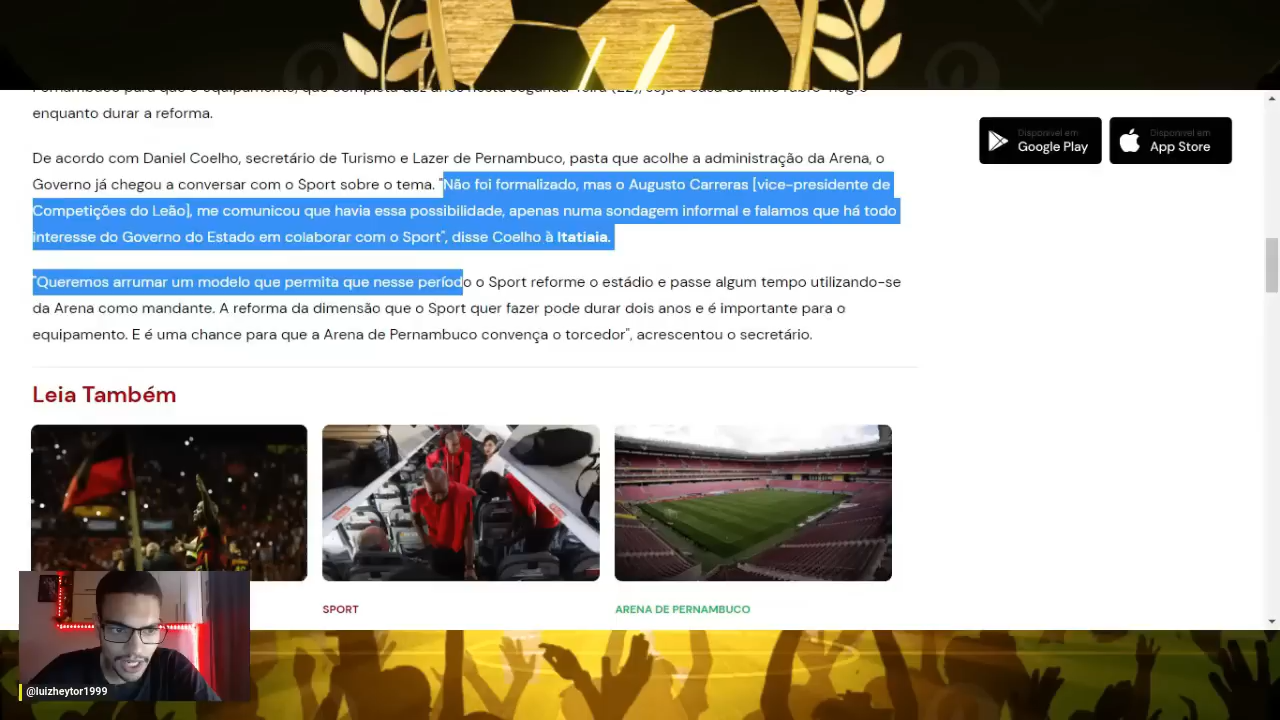 enquanto durar a reforma.
De acordo com Daniel Coelho, secretário de Turismo e Lazer de Pernambuco, pasta que acolhe a administração da Arena, o
Governo já chegou a conversar com o Sport sobre o tema. "Não foi formalizado, mas o Augusto Carreras [vice-presidente de
Competições do Leão], me comunicou que havia essa possibilidade, apenas numa sondagem informal e falamos que há todo
interesse do Governo do Estado em colaborar com o Sport", disse Coelho à Itatiaia.
"Queremos arrumar um modelo que permita que nesse período o Sport reforme o estádio e passe algum tempo utilizando-se
da Arena como mandante. A reforma da dimensão que o Sport quer fazer pode durar dois anos e é importante para o
equipamento. E é uma chance para que a Arena de Pernambuco convença o torcedor", acrescentou o secretário.
Leia Também
SPORT
ARENA DE PERNAMBUCO
Disponível em
Google Play
Disponível em
App Store
@luizheytor1999